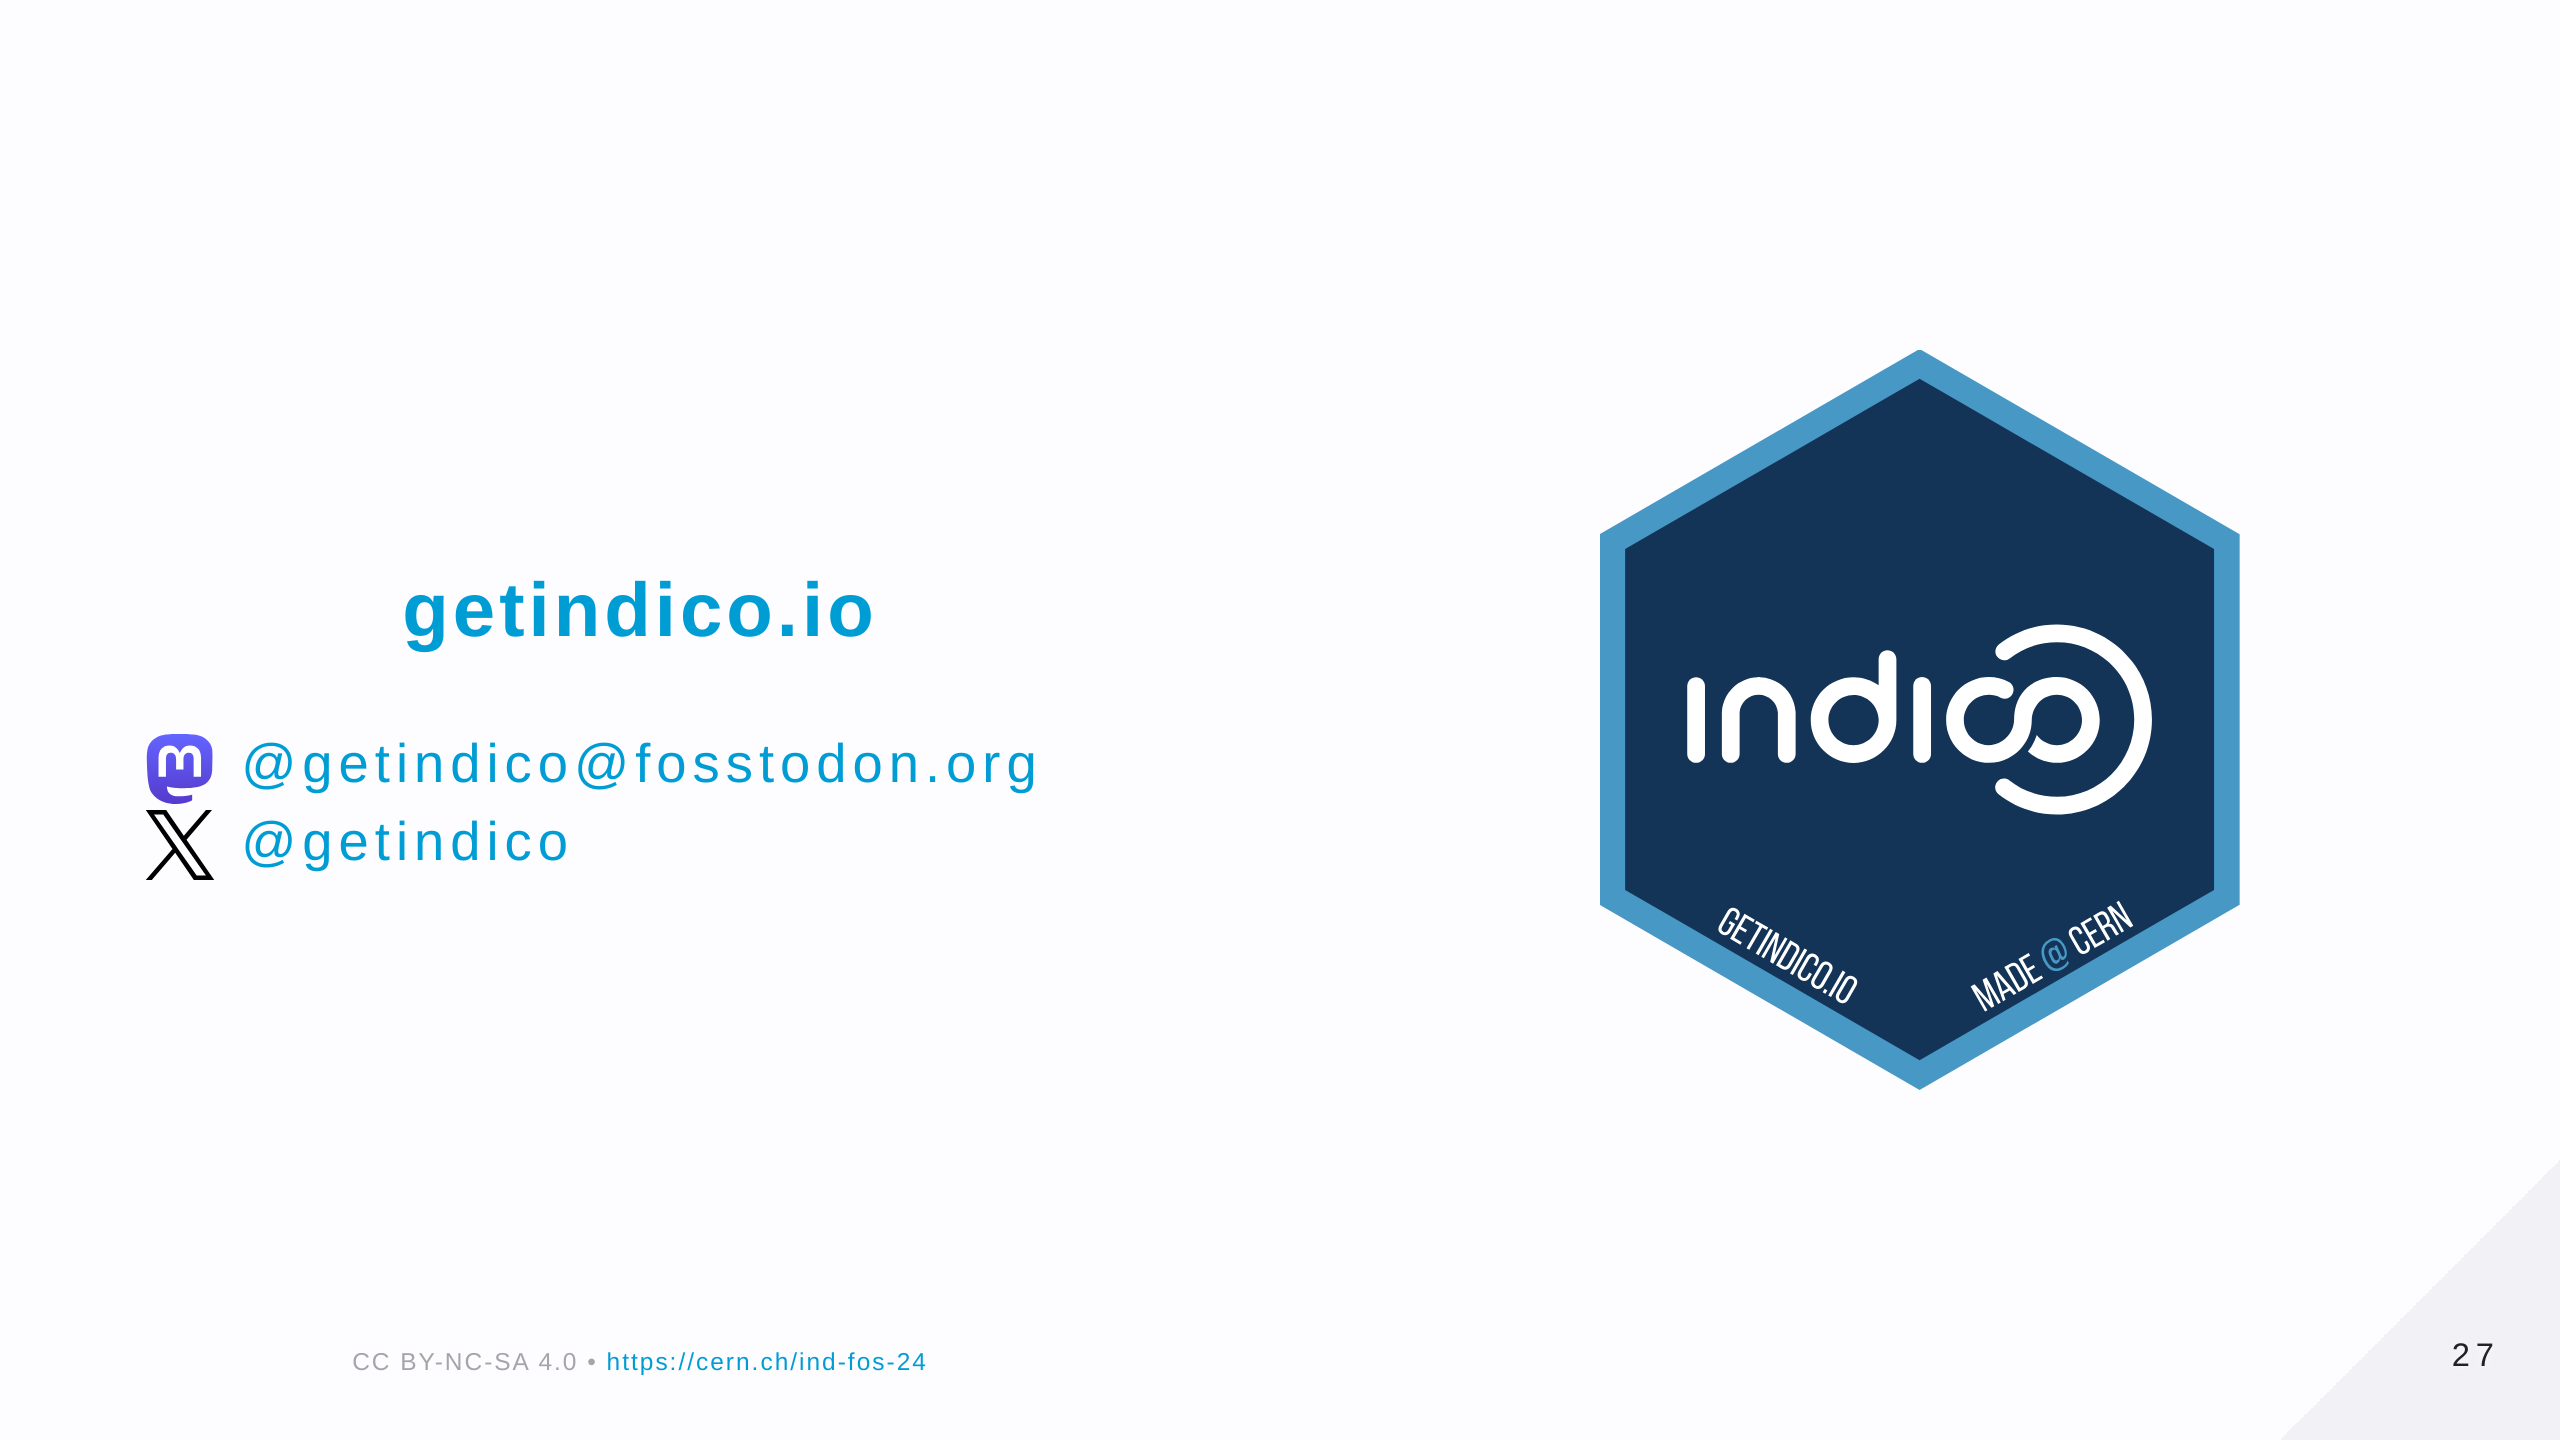 getindico.io
@getindico@fosstodon.org
@getindico
indico
GETINDICO.IO
MADE @ CERN
CC BY-NC-SA 4.0 • https://cern.ch/ind-fos-24
27